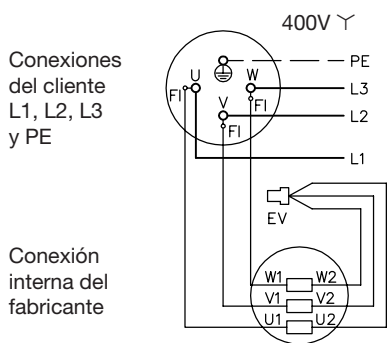 400V Y
Conexiones
del cliente
L1, L2, L3
y PE
PE
U
W
L3
FI
FI
V
L2
FI
L1
EV
Conexión
interna del
fabricante
W1
W2
V1
V2
U1
U2